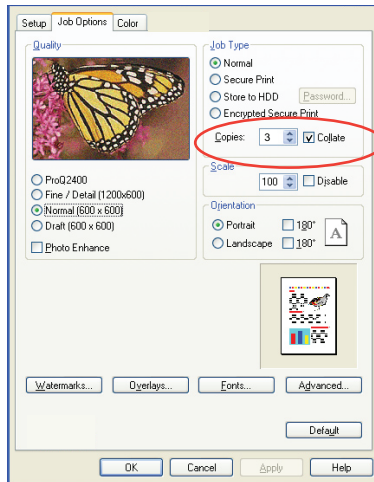 Setup Job Options Color
Quality
ProQ2400
Fine / Detail (1200x600)
Normal (600 x 600)
Draft (600 x 600)
Photo Enhance
Job Type
Normal
Secure Print
Store to HDD Password...
Encrypted Secure Print
Copies: 3 Collate
Scale
100 Disable
Orientation
Portrait 180°
Landscape 180°
A
Watermarks... Overlays... Fonts... Advanced...
Default
OK Cancel Apply Help